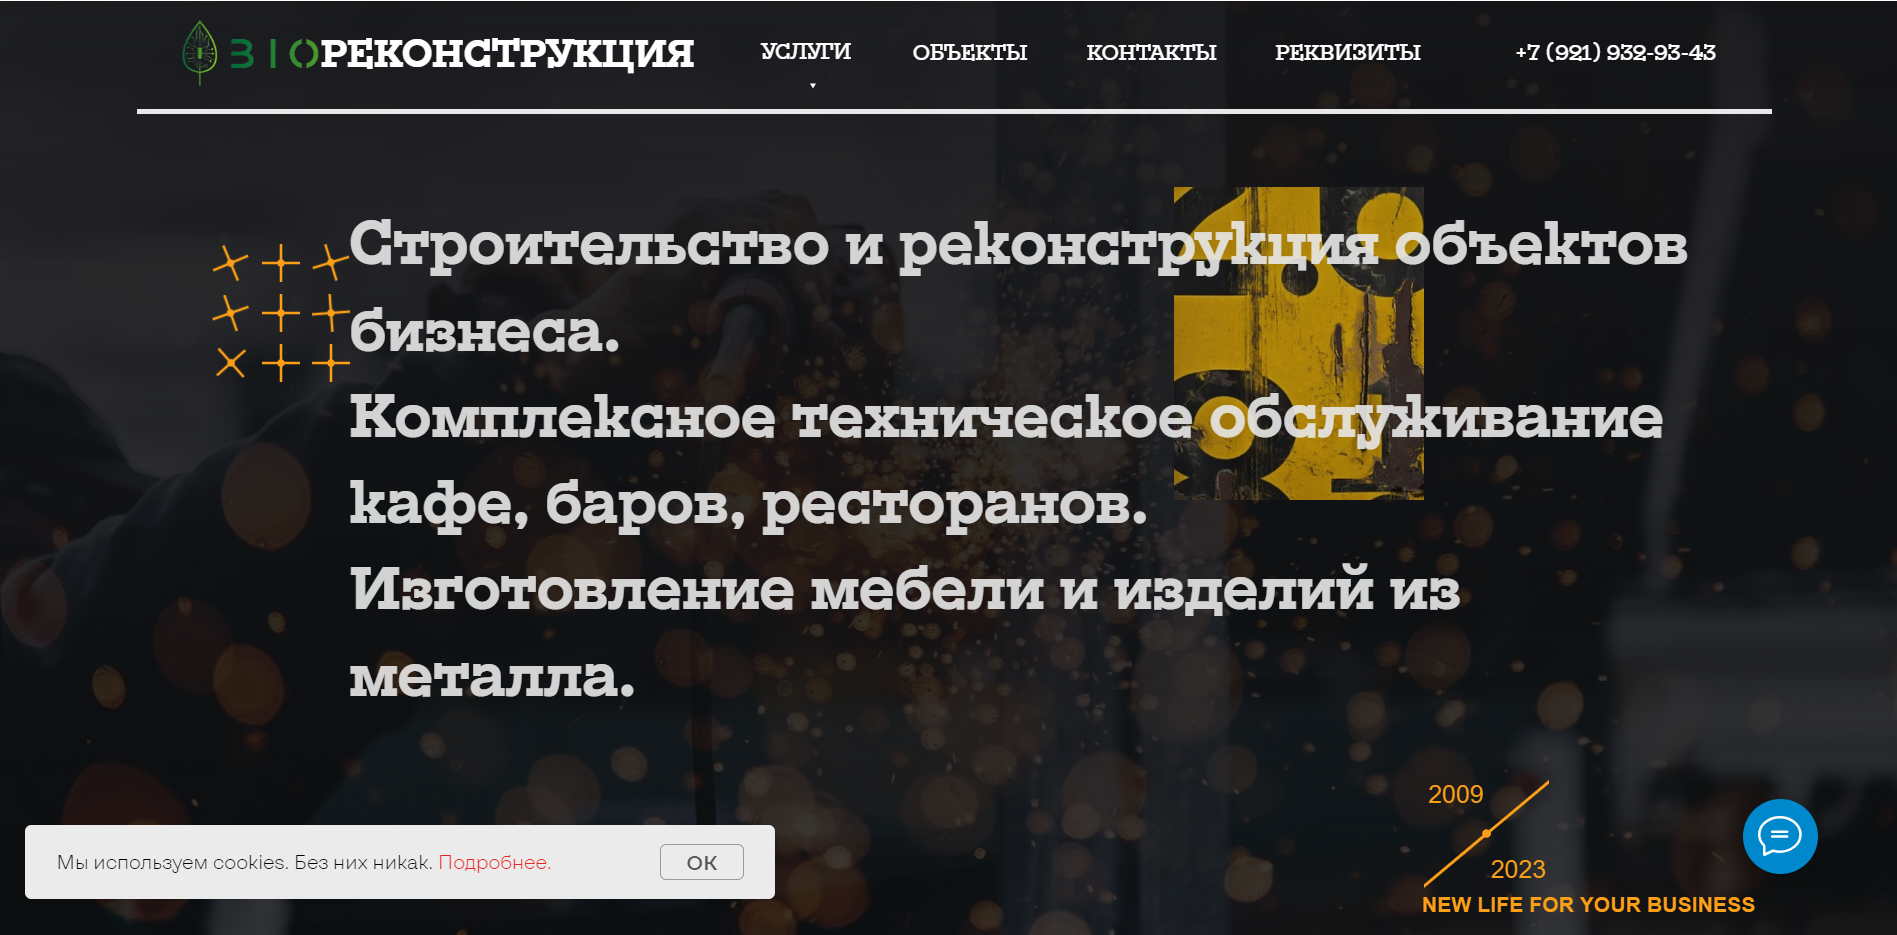 BIOРЕКОНСТРУКЦИЯ
УСЛУГИ
ОБЪЕКТЫ
КОНТАКТЫ
РЕКВИЗИТЫ
+7 (921) 932-93-43
Строительство и реконструкция объектов
бизнеса.
Комплексное техническое обслуживание
кафе, баров, ресторанов.
Изготовление мебели и изделий из
металла.
2009
2023
NEW LIFE FOR YOUR BUSINESS
Мы используем cookies. Без них никак. Подробнее.
OK